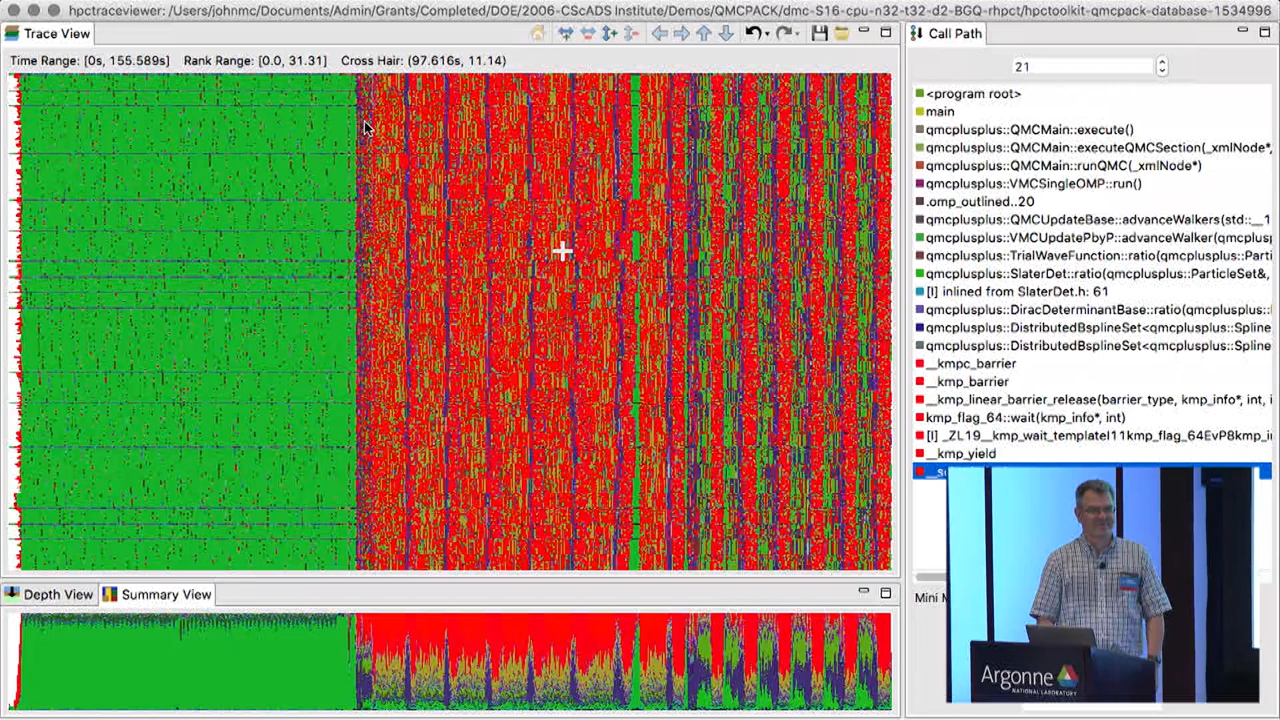 hpctraceviewer: /Users/johnmc/Documents/Admin/Grants/Completed/DOE/2006-CScADS Institute/Demos/QMCPACK/dmc-S16-cpu-n32-t32-d2-BGQ-rhpct/hpctoolkit-qmcpack-database-1534996
Trace View
Time Range: [0s, 155.589s] Rank Range: [0.0, 31.31] Cross Hair: (97.616s, 11.14)
Call Path
21
<program root>
main
qmcplusplus::QMCMain::execute()
qmcplusplus::QMCMain::executeQMCSection(_xmlNode*,
qmcplusplus::QMCMain::runQMC(_xmlNode*)
qmcplusplus::VMCSingleOMP::run()
.omp_outlined..20
qmcplusplus::QMCUpdateBase::advanceWalkers(std::__1
qmcplusplus::VMCUpdatePbyP::advanceWalker(qmcplusp
qmcplusplus::TrialWaveFunction::ratio(qmcplusplus::Parti
qmcplusplus::SlaterDet::ratio(qmcplusplus::ParticleSet&,
[I] inlined from SlaterDet.h: 61
qmcplusplus::DiracDeterminantBase::ratio(qmcplusplus::
qmcplusplus::DistributedBsplineSet<qmcplusplus::Spline
qmcplusplus::DistributedBsplineSet<qmcplusplus::Spline
__kmpc_barrier
__kmp_barrier
__kmp_linear_barrier_release(barrier_type, kmp_info*, int,
kmp_flag_64::wait(kmp_info*, int)
[I] _ZL19__kmp_wait_templateI11kmp_flag_64EvP8kmp_i
__kmp_yield
Depth View
Summary View
Mini M
Argonne
NATIONAL LABORATORY